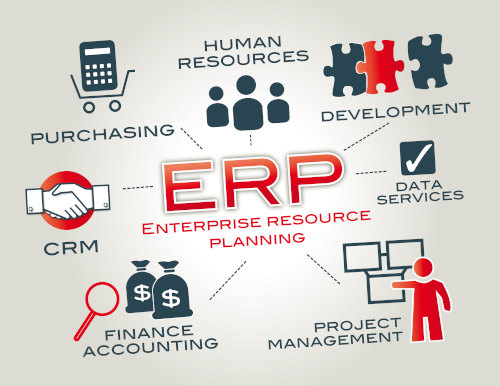 HUMAN
RESOURCES
PURCHASING
DEVELOPMENT
ERP
ENTERPRISE RESOURCE
PLANNING
DATA
SERVICES
CRM
$ $
FINANCE
ACCOUNTING
PROJECT
MANAGEMENT